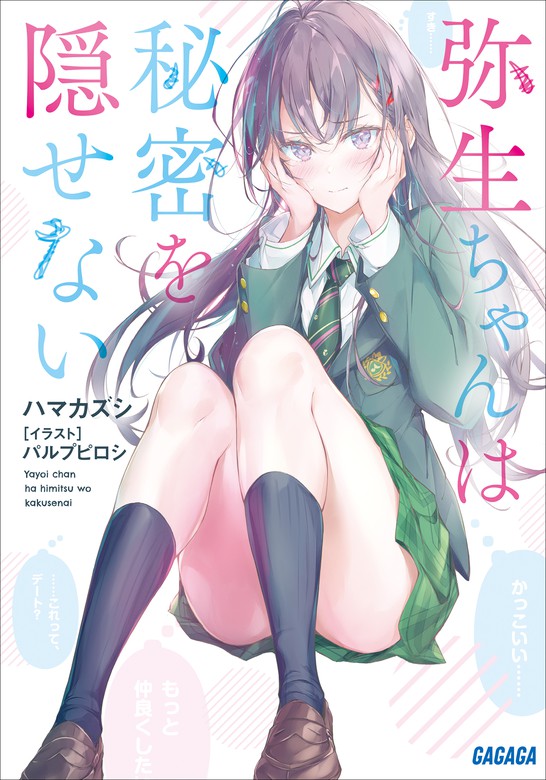 弥生ちゃんは
秘密を
隠せない
ハマカズシ
[イラスト]
パルプピロシ
Yayoi chan
ha himitsu wo
kakusenai
すき……
かっこいい……
……これって、
デート?
もっと
仲良くした
GAGAGA